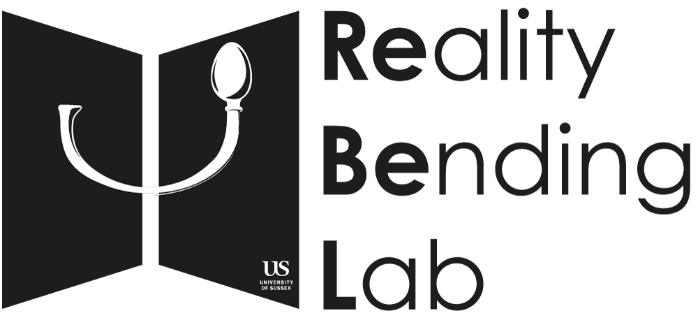 Reality
Bending
Lab
US
UNIVERSITY
OF SUSSEX